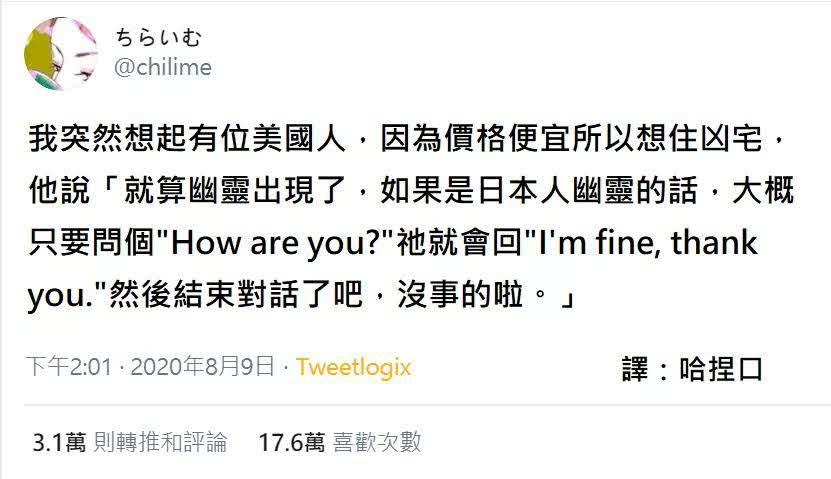 ちらいむ
@chilime
我突然想起有位美國人，因為價格便宜所以想住凶宅，
他說「就算幽靈出現了，如果是日本人幽靈的話，大概
只要問個"How are you?"祂就會回"I'm fine, thank
you."然後結束對話了吧，沒事的啦。」
下午2:01 · 2020年8月9日 · Tweetlogix
譯：哈捏口
3.1萬 則轉推和評論 17.6萬 喜歡次數